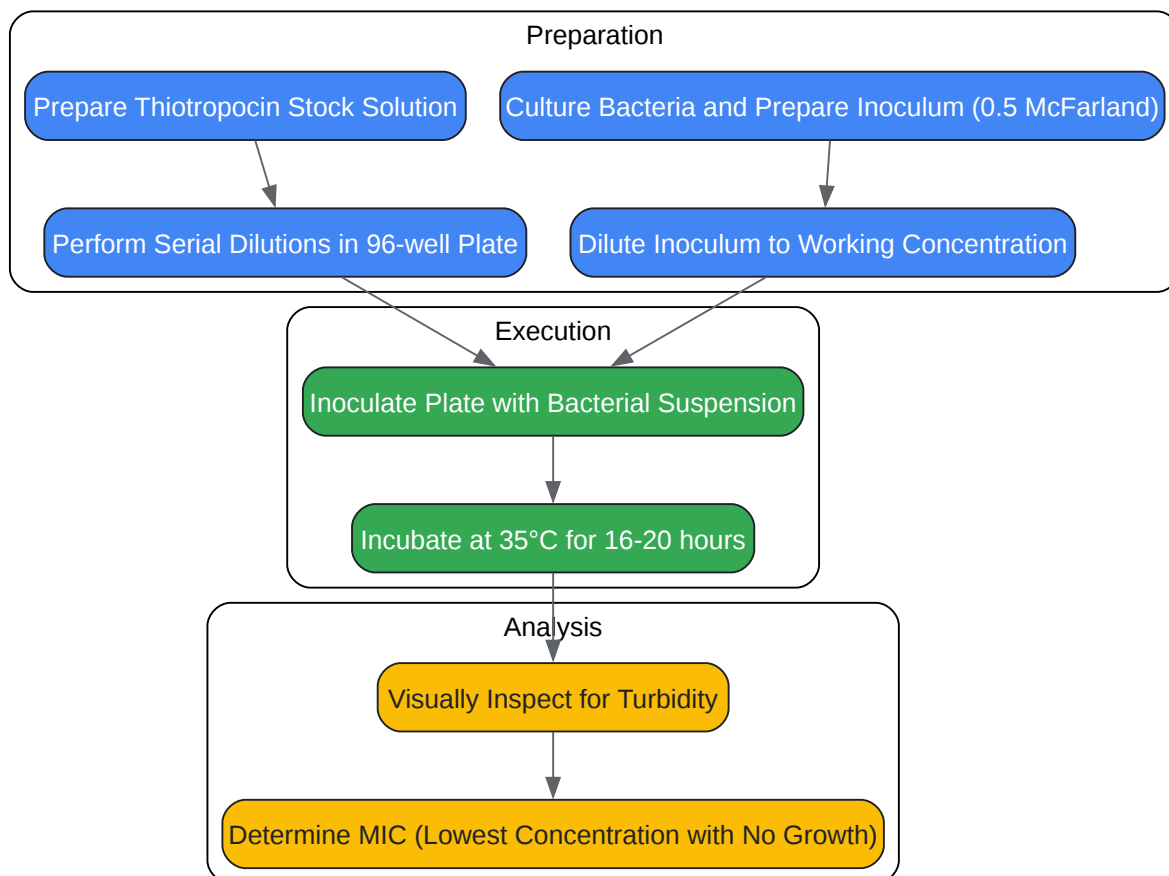 Preparation
Prepare Thiotropocin Stock Solution
Culture Bacteria and Prepare Inoculum (0.5 McFarland)
Perform Serial Dilutions in 96-well Plate
Dilute Inoculum to Working Concentration
Execution
Inoculate Plate with Bacterial Suspension
Incubate at 35°C for 16-20 hours
Analysis
Visually Inspect for Turbidity
Determine MIC (Lowest Concentration with No Growth)